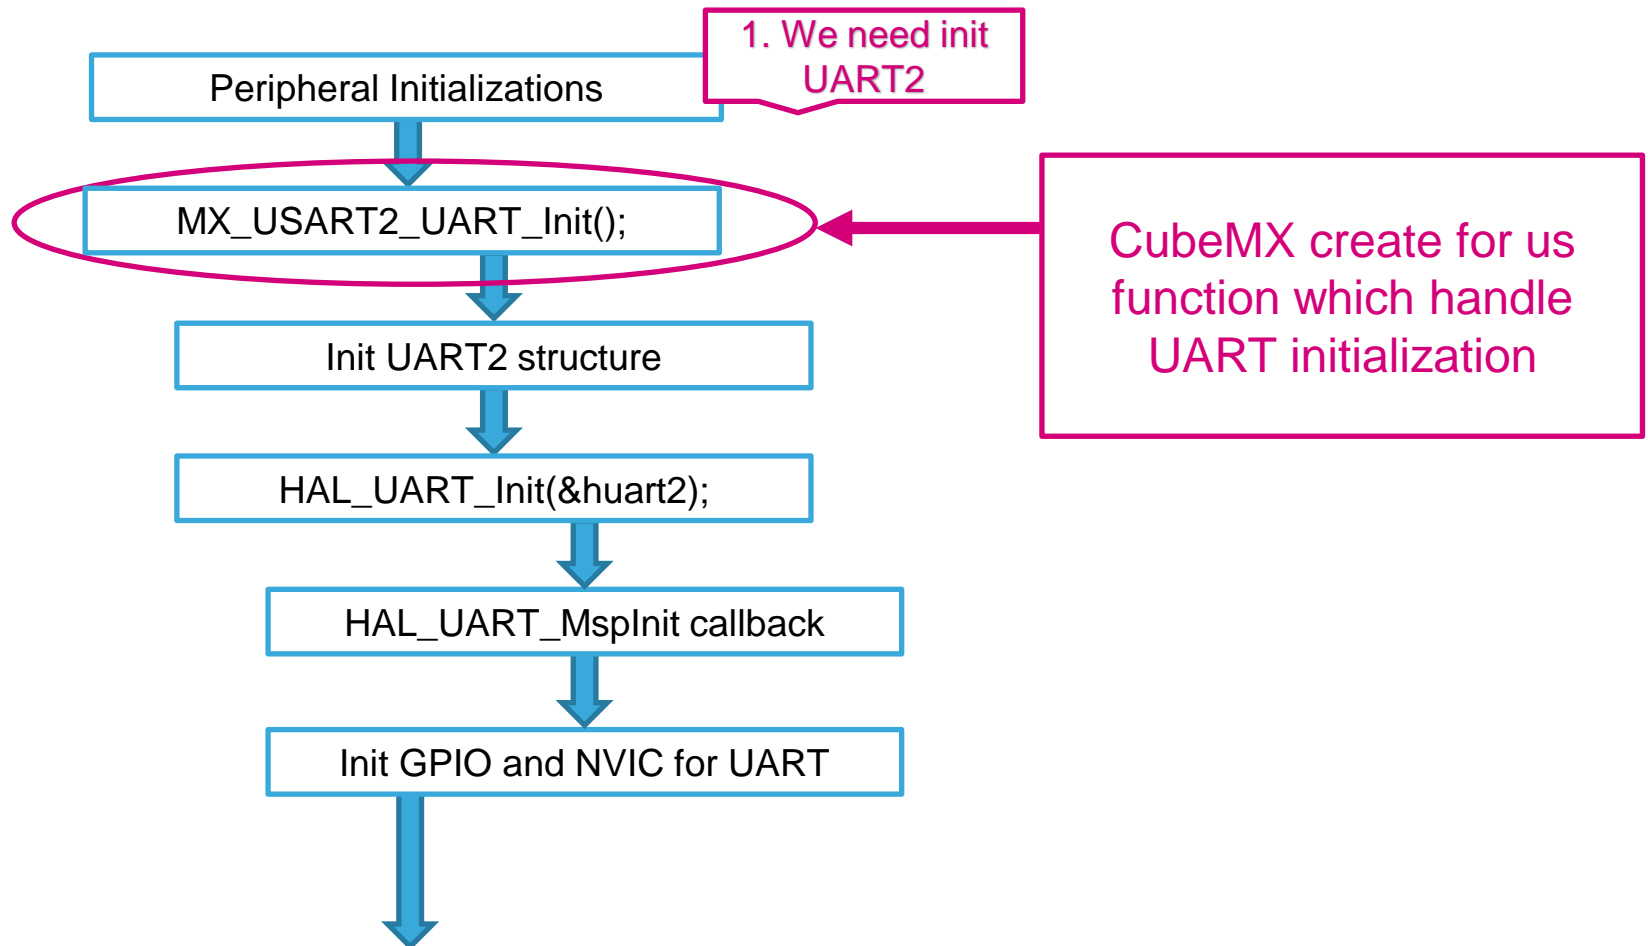 1. We need init
UART2
Peripheral Initializations
MX_USART2_UART_Init();
CubeMX create for us
function which handle
UART initialization
Init UART2 structure
HAL_UART_Init(&huart2);
HAL_UART_MspInit callback
Init GPIO and NVIC for UART